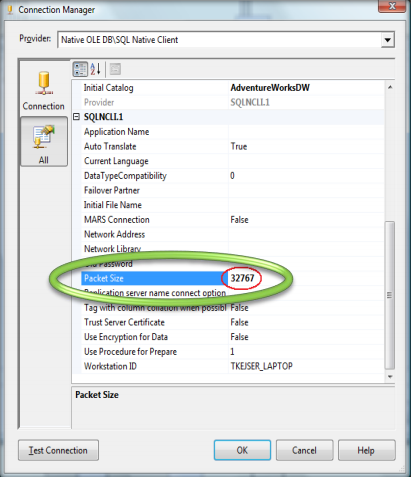 Connection Manager
Provider: Native OLE DB\SQL Native Client
Connection
All
Initial Catalog AdventureWorksDW
Provider SQLNCLI.1
SQLNCLI.1
Application Name
Auto Translate True
Current Language
DataTypeCompatibility 0
Failover Partner
Initial File Name
MARS Connection False
Network Address
Network Library
Old Password
Packet Size 32767
Replication server name connect option
Tag with column collation when possibl False
Trust Server Certificate False
Use Encryption for Data False
Use Procedure for Prepare 1
Workstation ID TKEJSER_LAPTOP
Packet Size
Test Connection OK Cancel Help